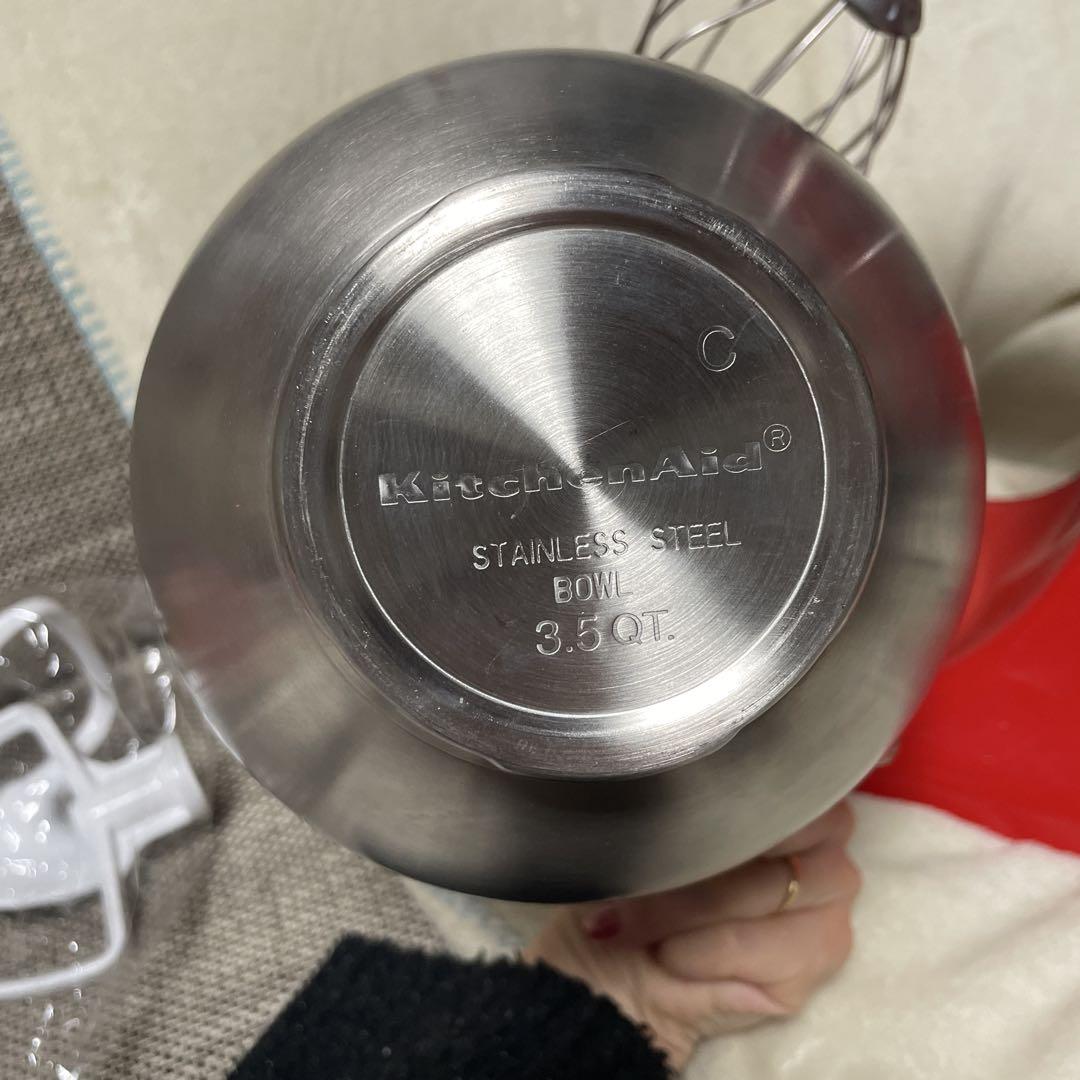 C
KitchenAid®
STAINLESS STEEL
BOWL
3.5 QT.